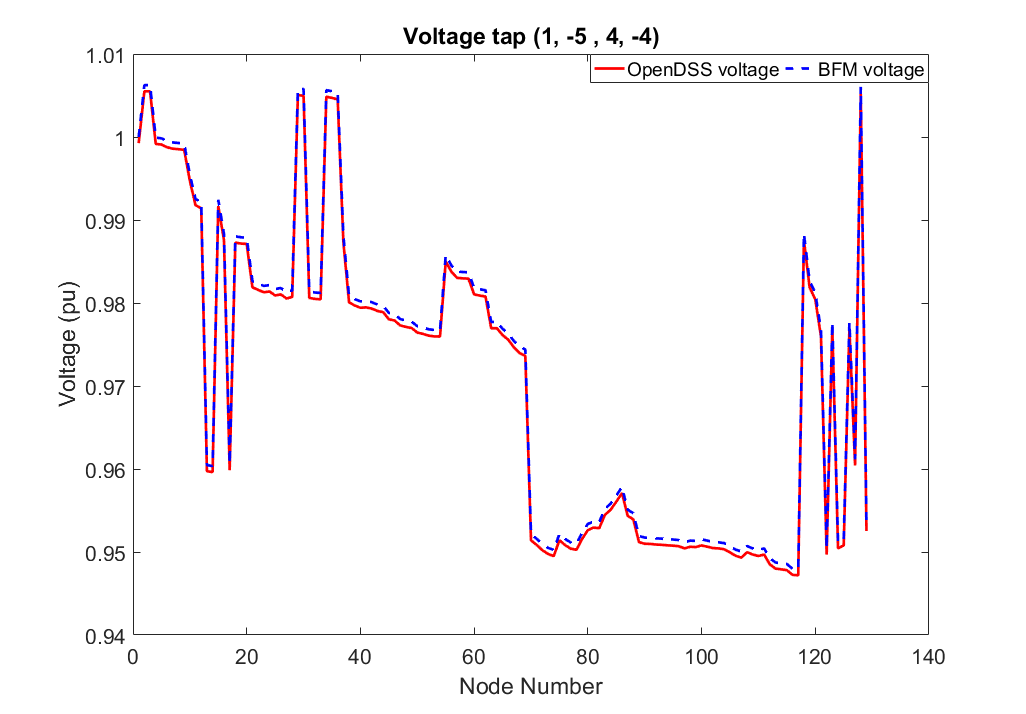 Voltage tap (1, -5 , 4, -4)
OpenDSS voltage BFM voltage
1.01
1
0.99
0.98
0.97
0.96
0.95
0.94
Voltage (pu)
0 20 40 60 80 100 120 140
Node Number